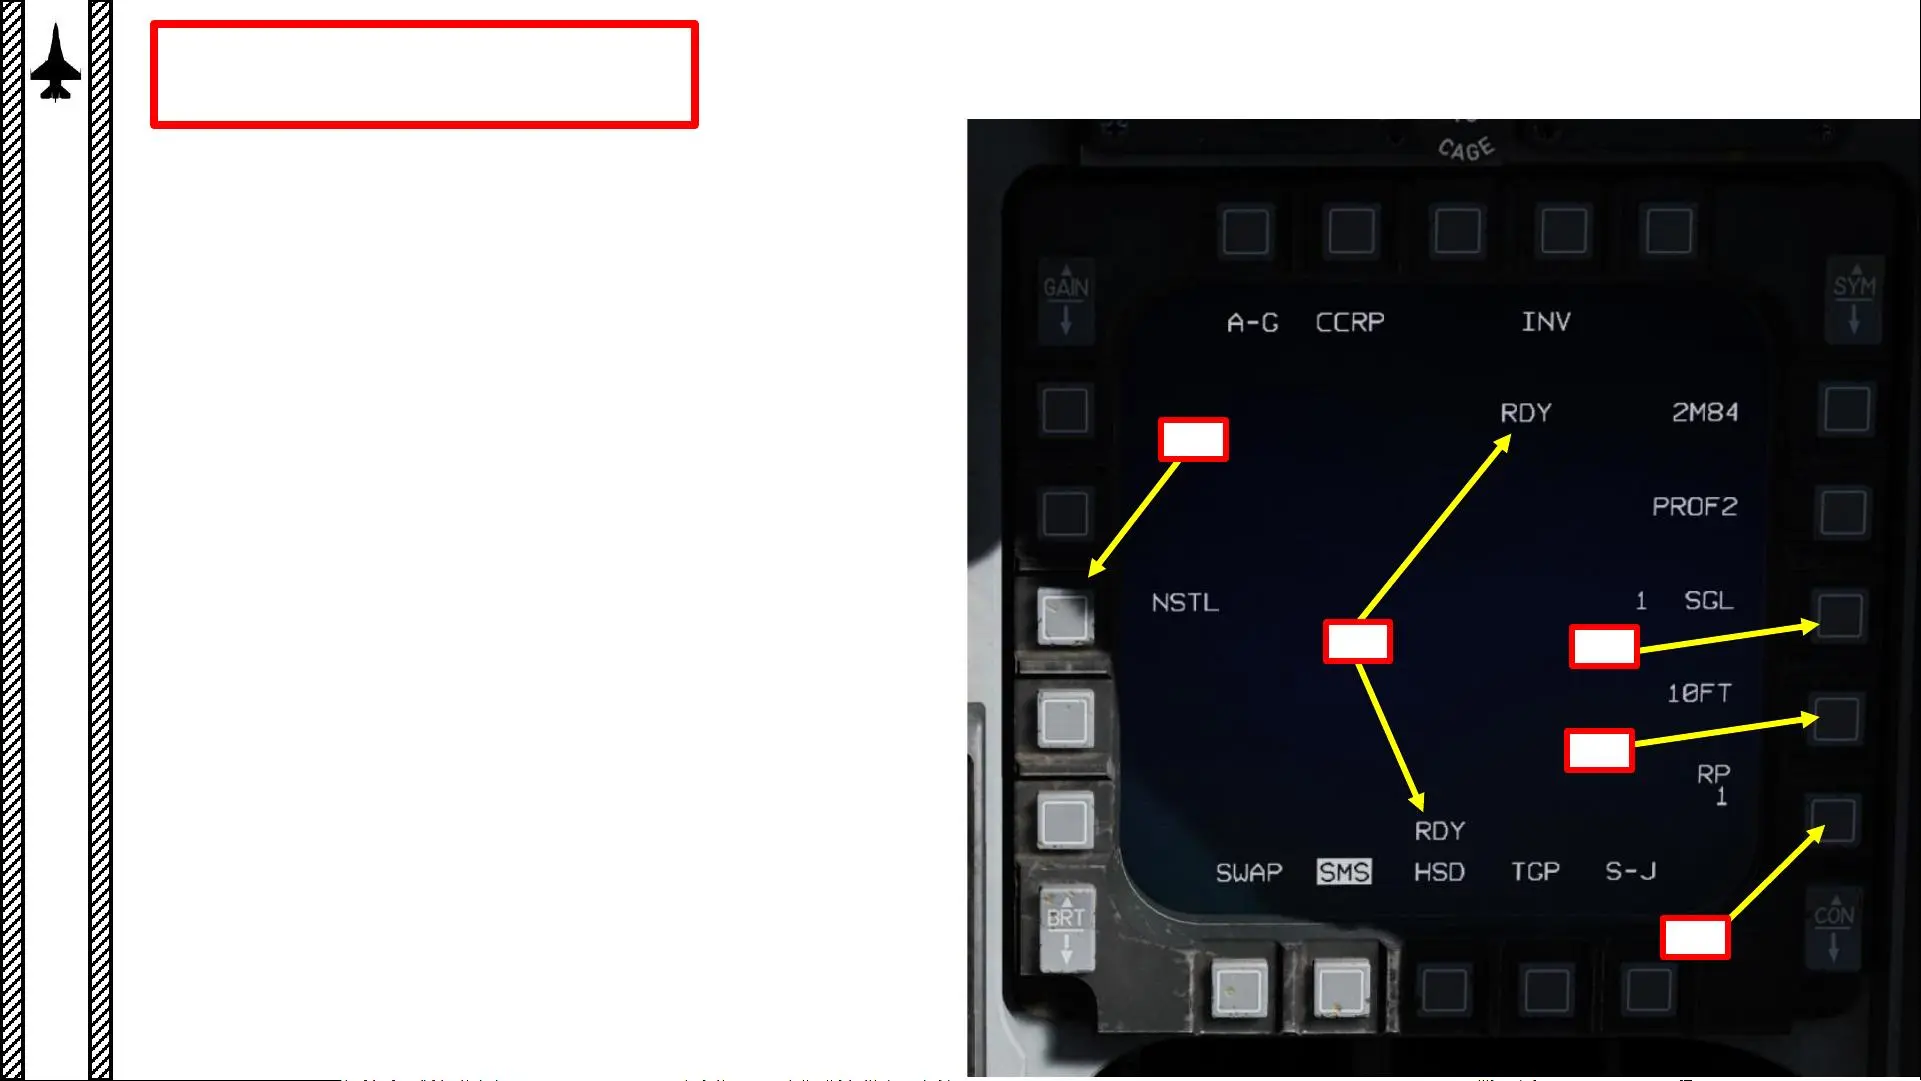 CAGE
GAIN
SYM
A-G CCRP INV
RDY 2M84
PROF2
NSTL 1 SGL
10FT
RP
1
RDY
SWAP SMS HSD TGP S-J
BRT
CON